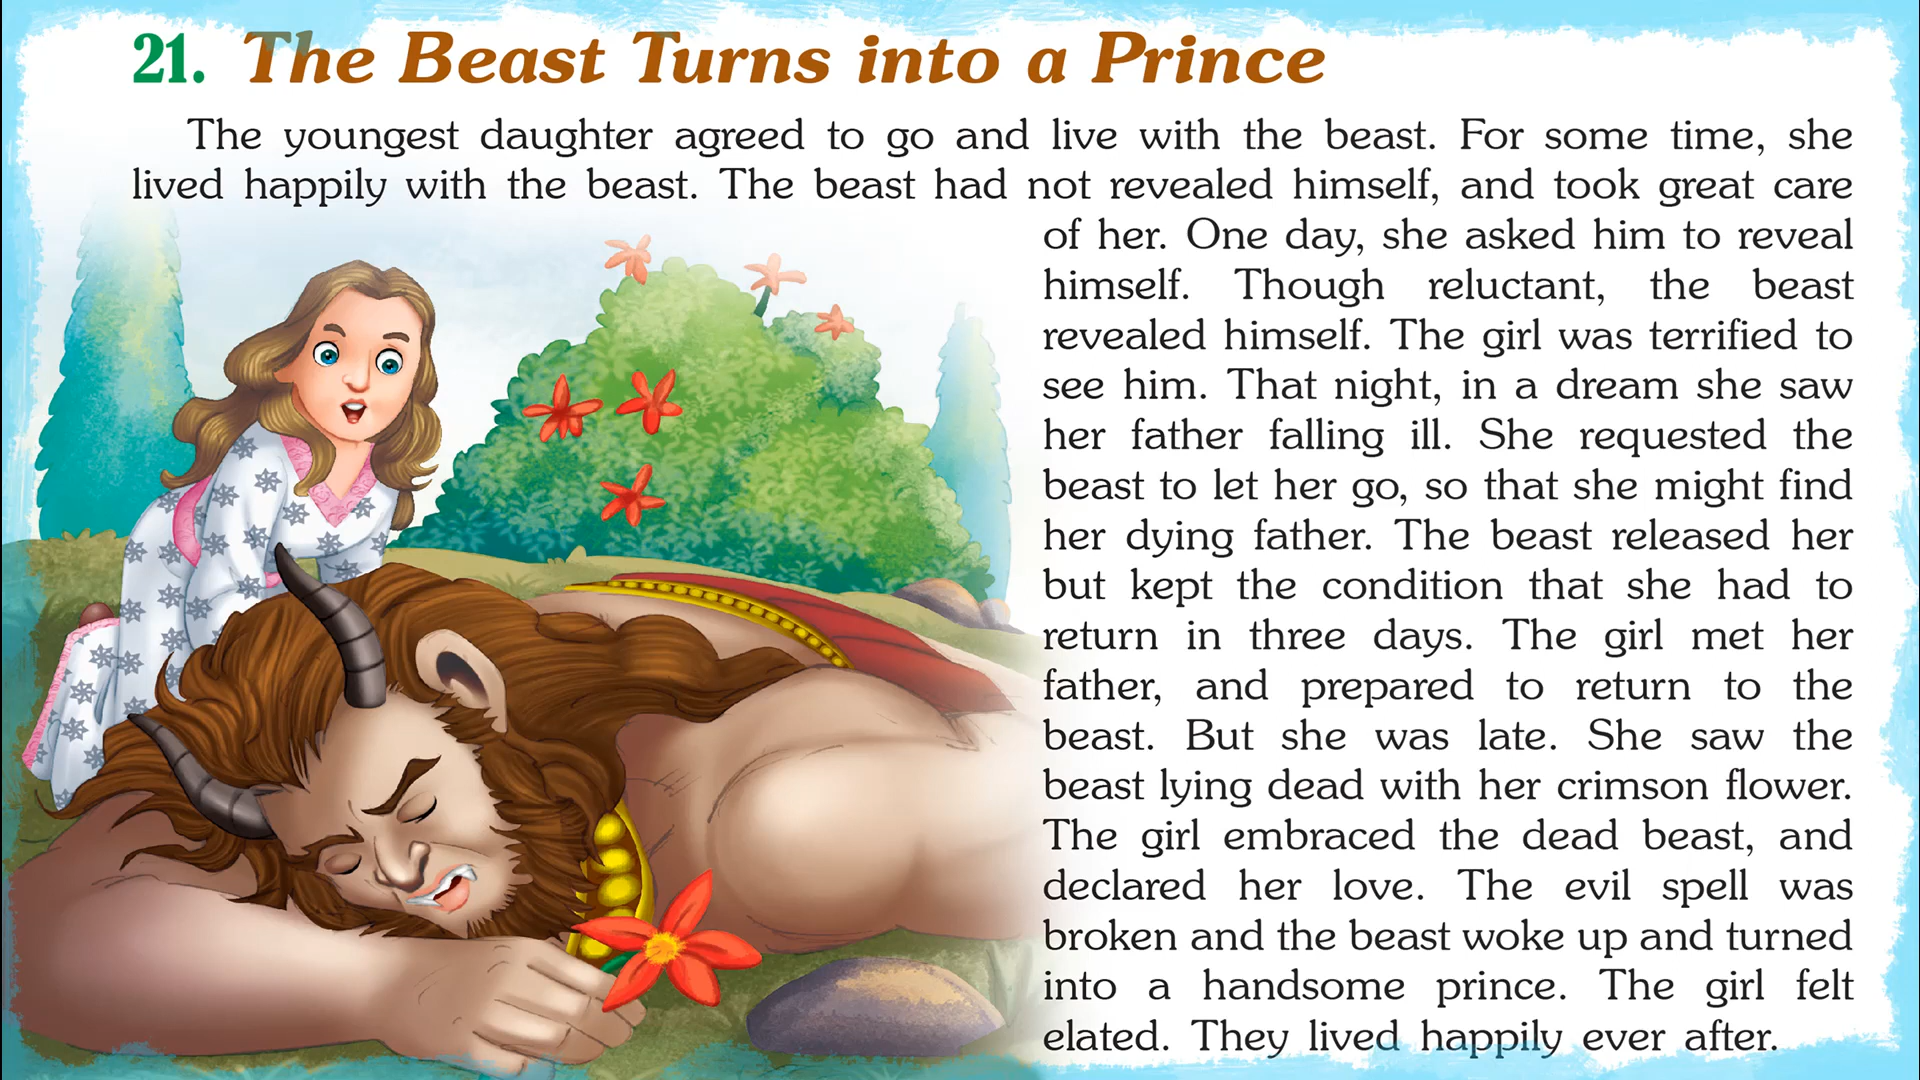 21. The Beast Turns into a Prince
The youngest daughter agreed to go and live with the beast. For some time, she
lived happily with the beast. The beast had not revealed himself, and took great care
of her. One day, she asked him to reveal
himself. Though reluctant, the beast
revealed himself. The girl was terrified to
see him. That night, in a dream she saw
her father falling ill. She requested the
beast to let her go, so that she might find
her dying father. The beast released her
but kept the condition that she had to
return in three days. The girl met her
father, and prepared to return to the
beast. But she was late. She saw the
beast lying dead with her crimson flower.
The girl embraced the dead beast, and
declared her love. The evil spell was
broken and the beast woke up and turned
into a handsome prince. The girl felt
elated. They lived happily ever after.